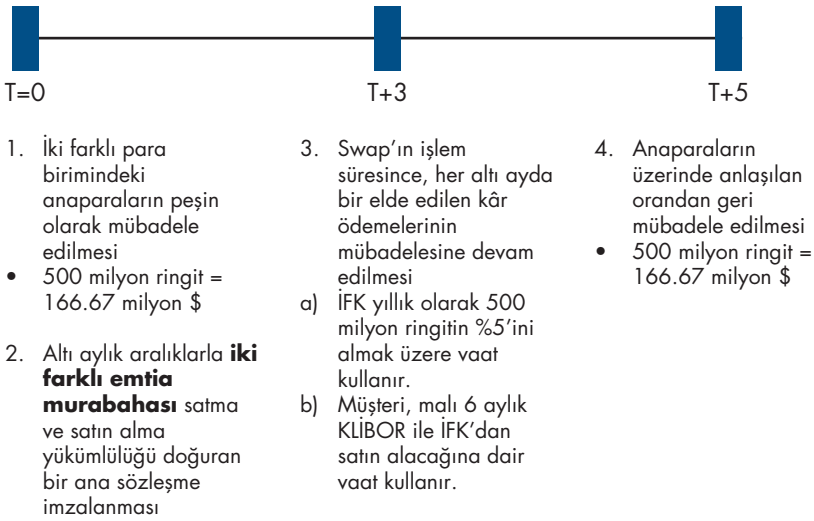 T=0
T+3
T+5
1. İki farklı para
birimindeki
anaparaların peşin
olarak mübadele
edilmesi
• 500 milyon ringit =
166.67 milyon $
2. Altı aylık aralıklarla iki
farklı emtia
murabahası satma
ve satın alma
yükümlülüğü doğuran
bir ana sözleşme
imzalanması
3. Swap’ın işlem
süresince, her altı ayda
bir elde edilen kâr
ödemelerinin
mübadelesine devam
edilmesi
a) İFK yıllık olarak 500
milyon ringitin %5’ini
almak üzere vaat
kullanır.
b) Müşteri, malı 6 aylık
KLİBOR ile İFK’dan
satın alacağına dair
vaat kullanır.
4. Anaparaların
üzerinde anlaşılan
orandan geri
mübadele edilmesi
• 500 milyon ringit =
166.67 milyon $